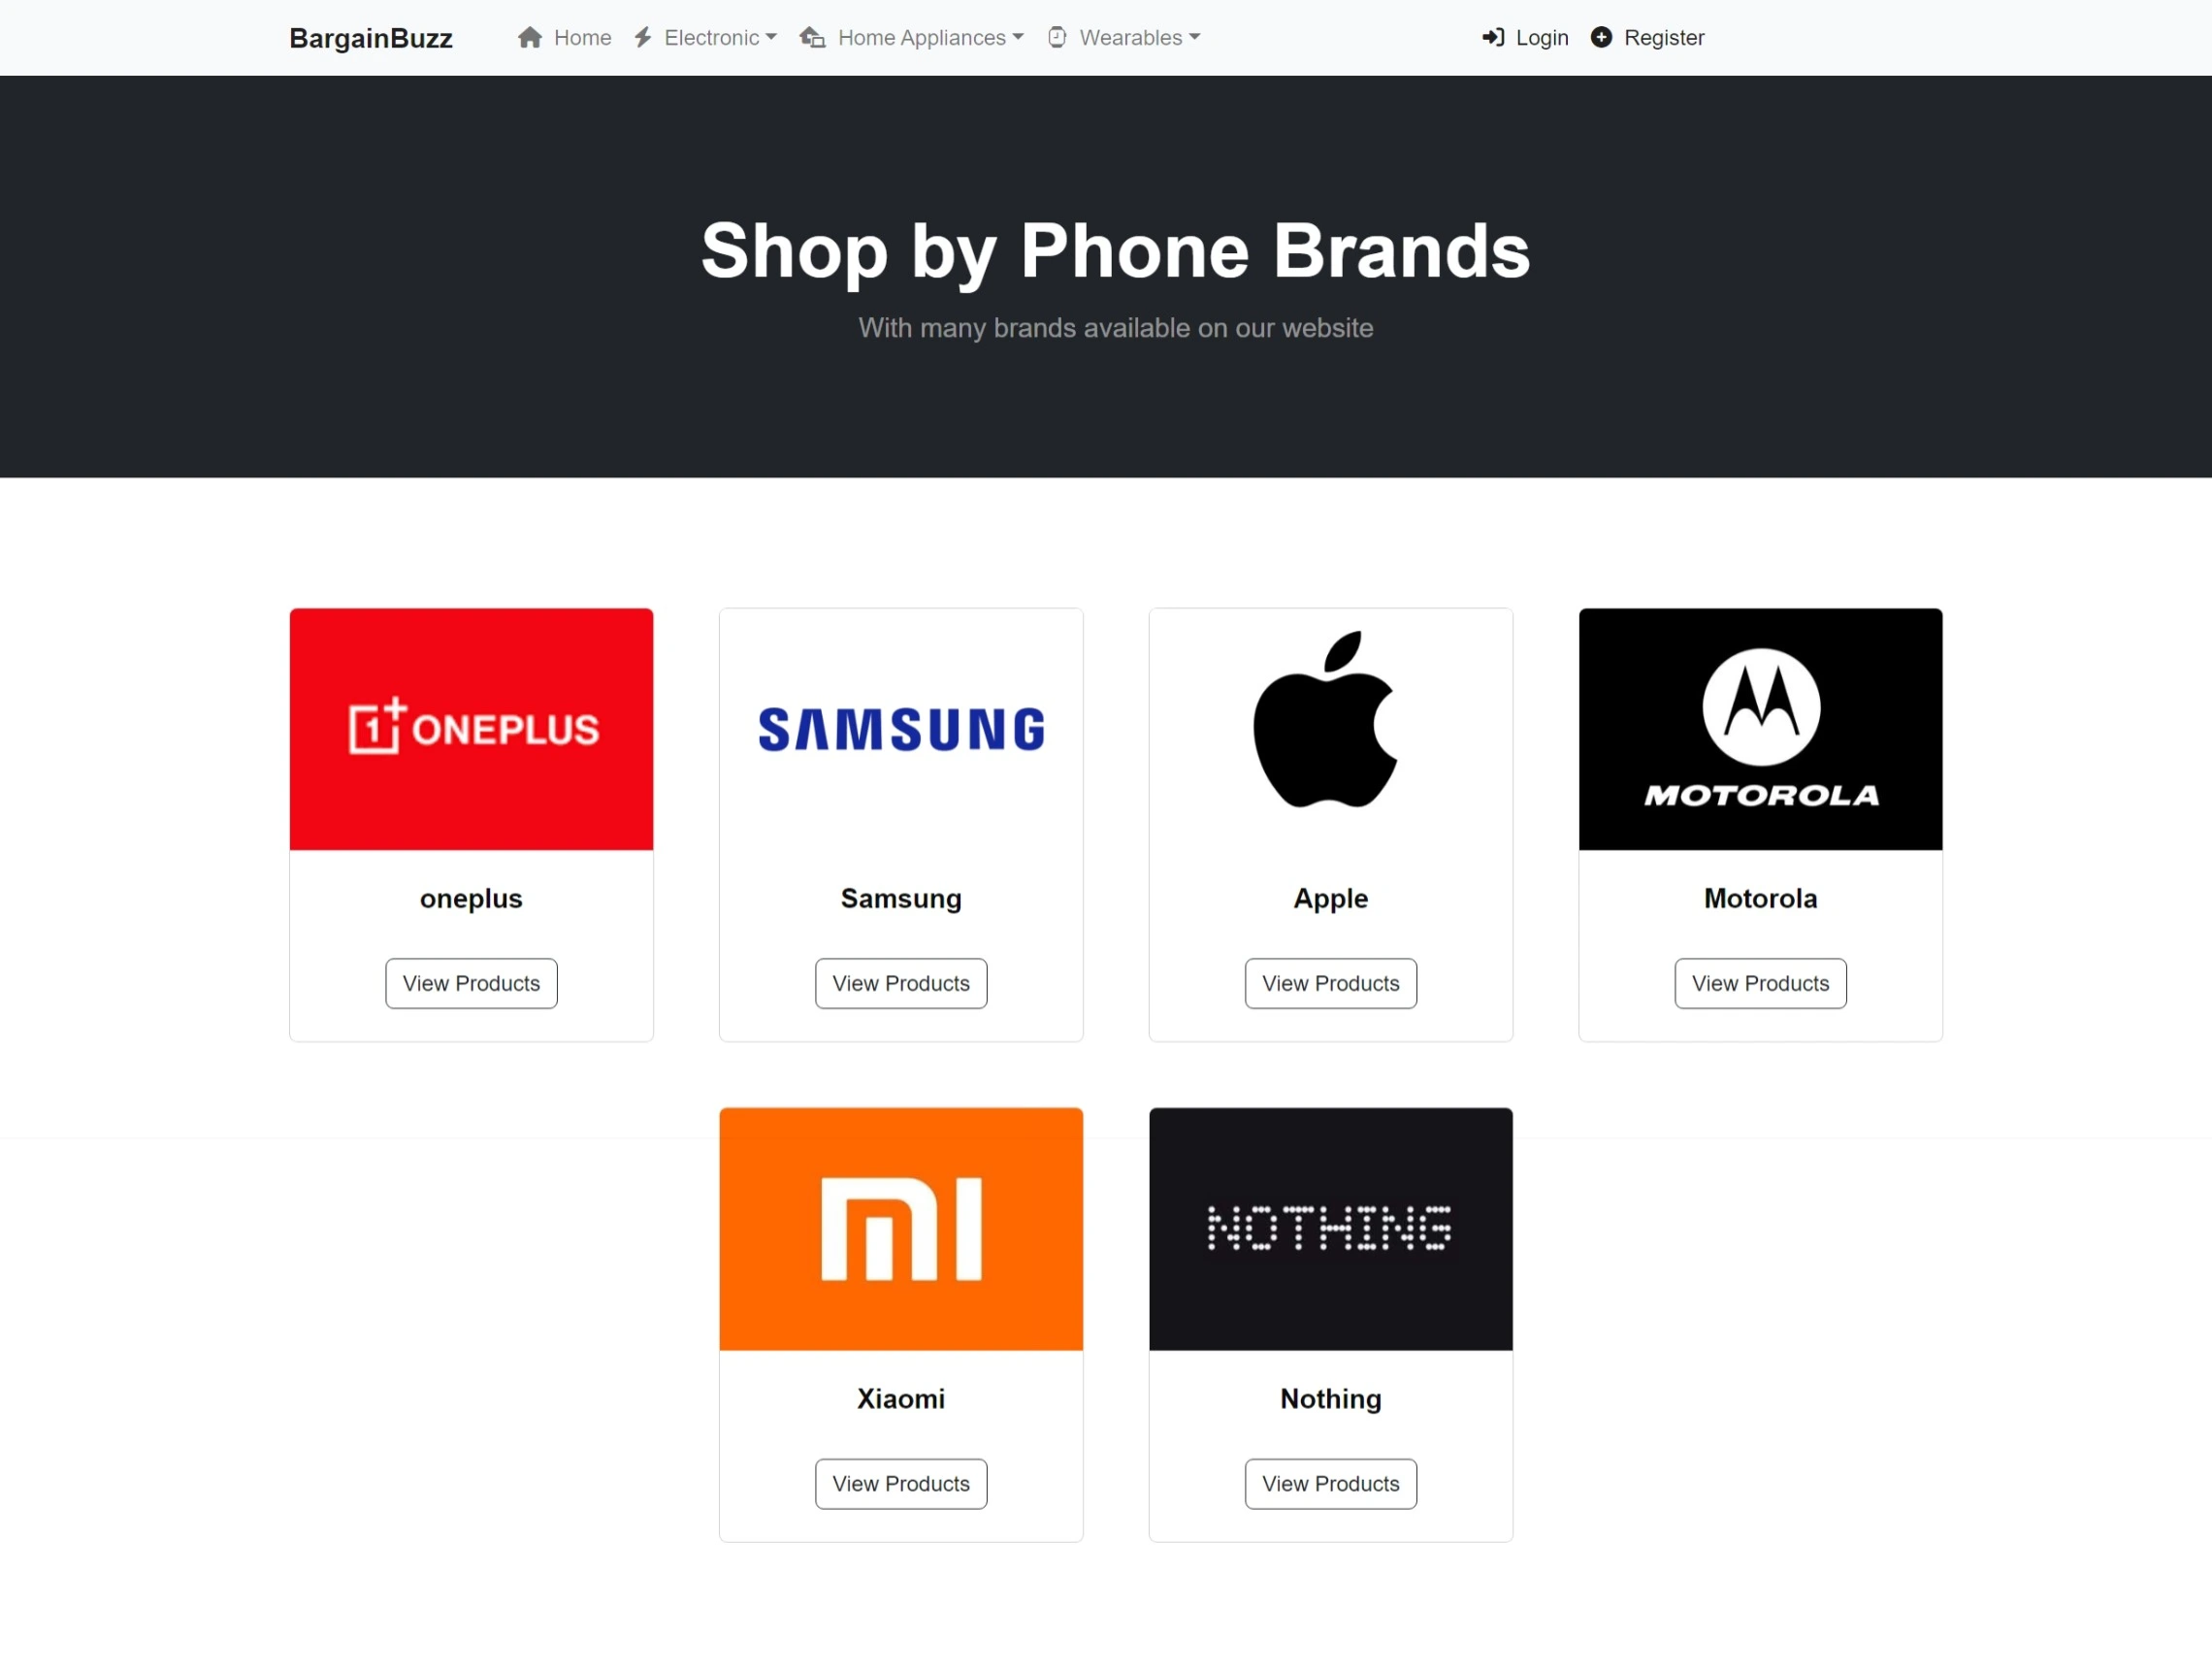 BargainBuzz Home Electronic Home Appliances Wearables Login Register
Shop by Phone Brands
With many brands available on our website
1+ ONEPLUS
SAMSUNG
MOTOROLA
oneplus
Samsung
Apple
Motorola
View Products
View Products
View Products
View Products
MI
NOTHING
Xiaomi
Nothing
View Products
View Products